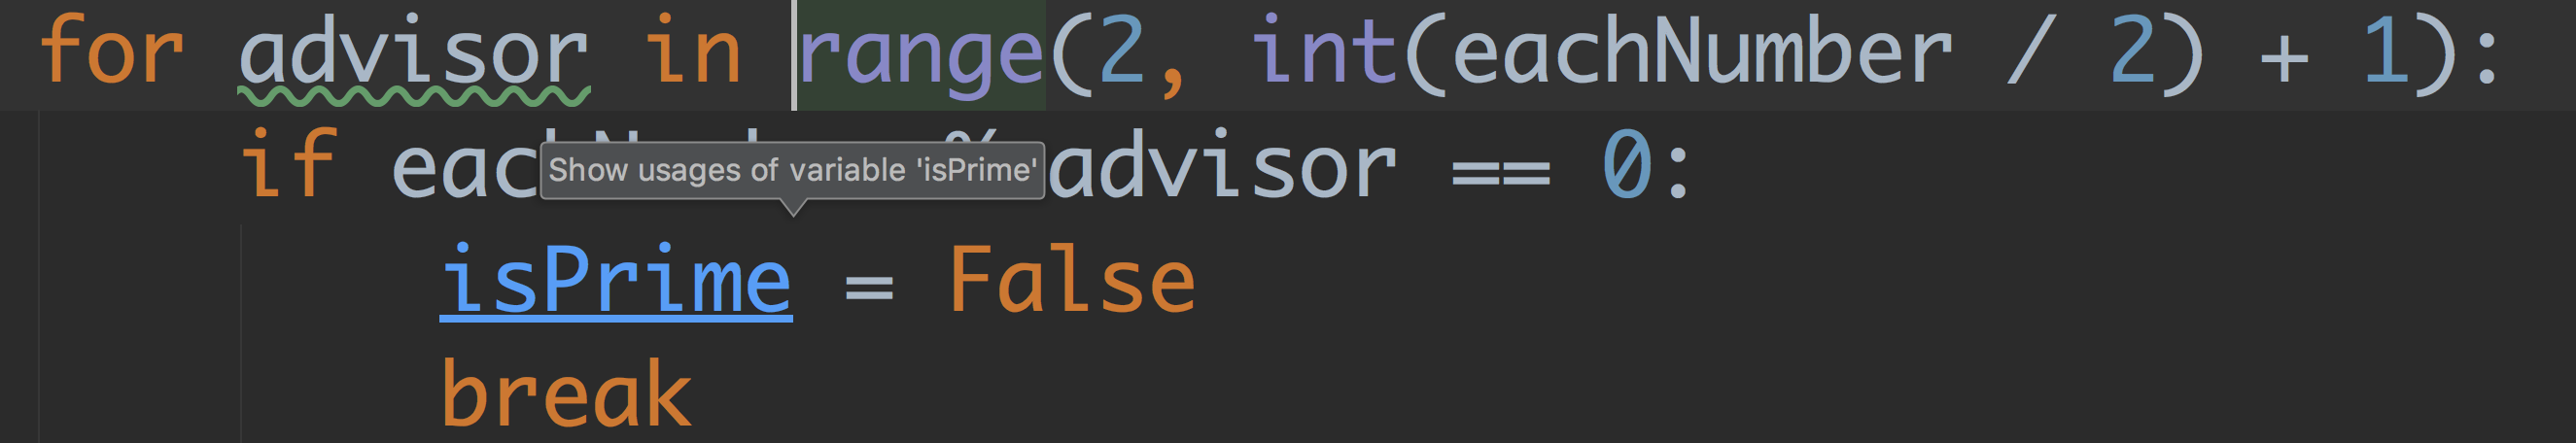 for advisor in range(2, int(eachNumber / 2) + 1):
if eac advisor == 0:
Show usages of variable 'isPrime'
isPrime = False
break